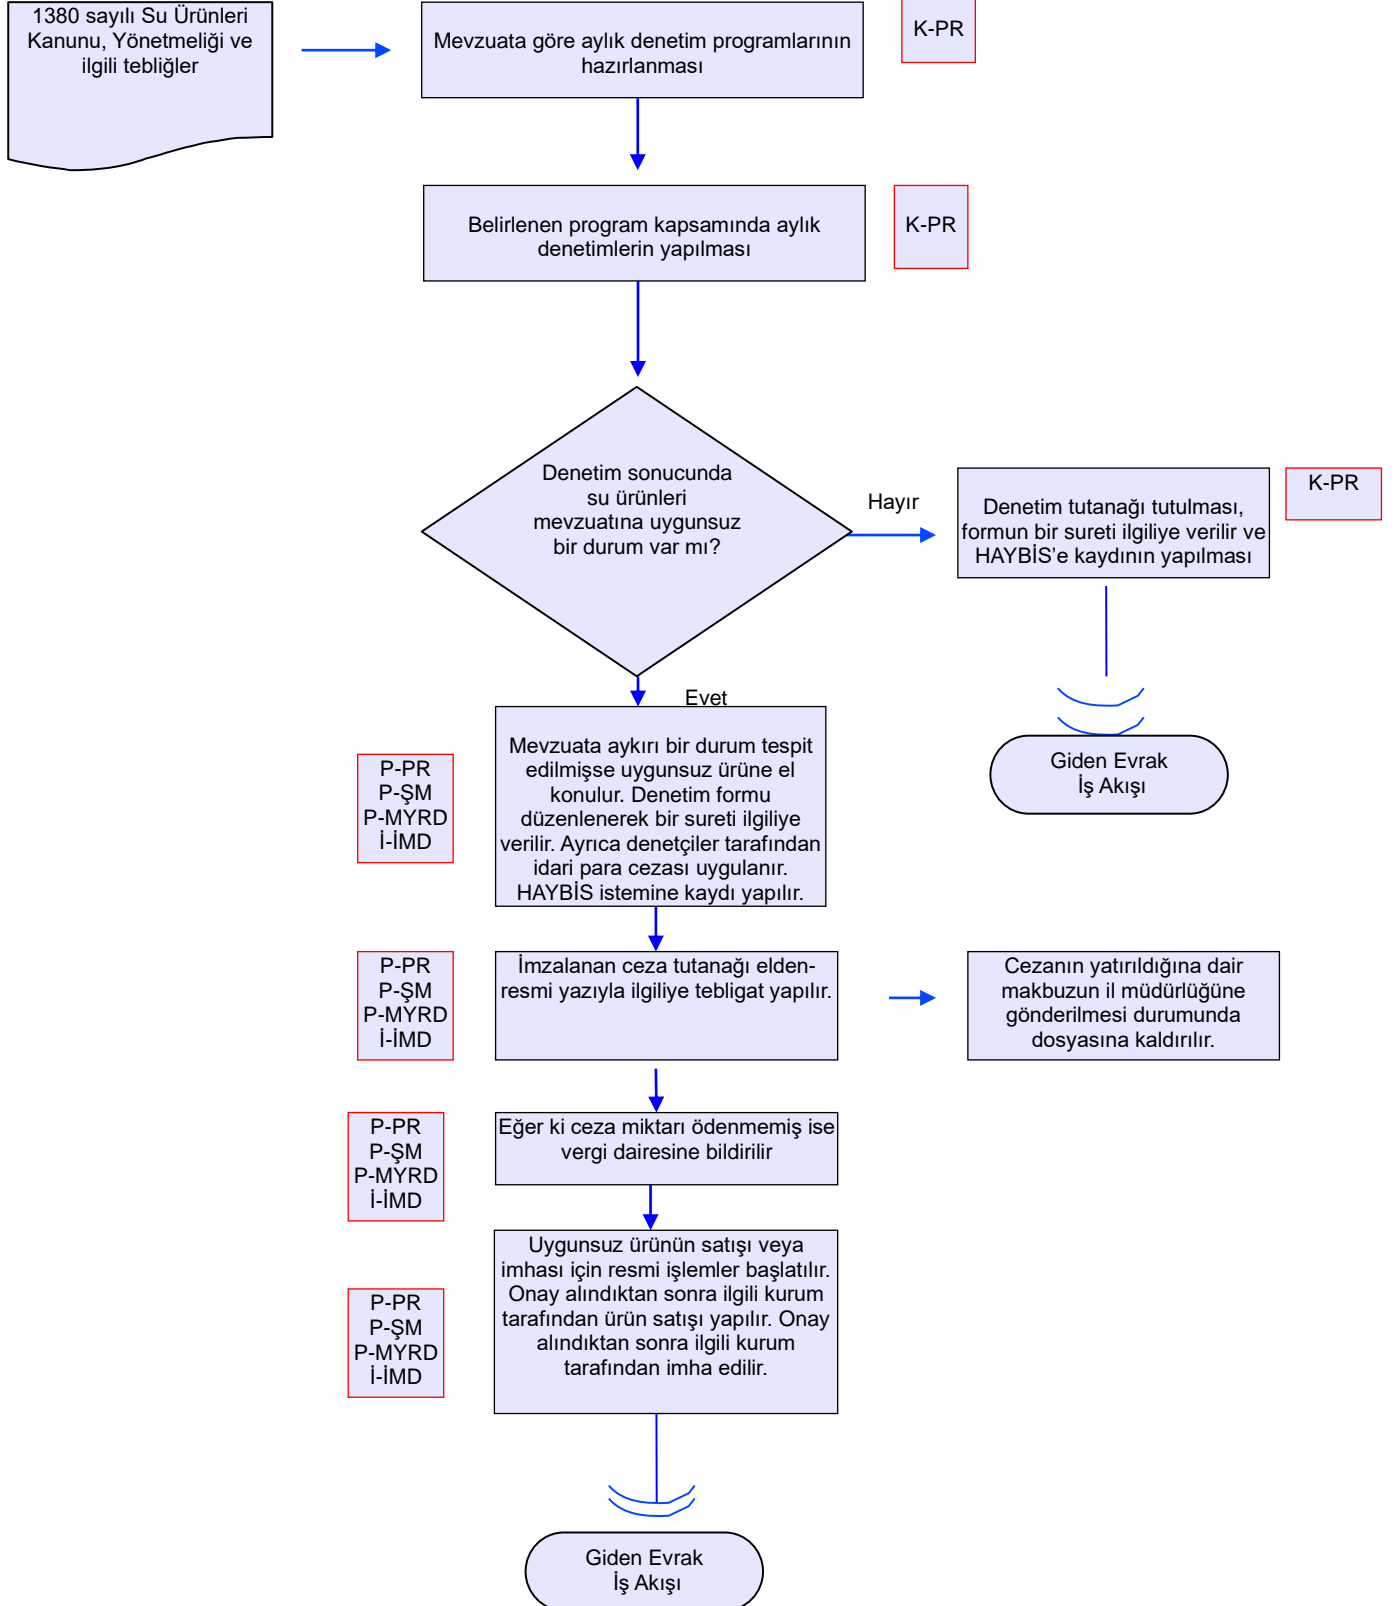 1380 sayılı Su Ürünleri
Kanunu, Yönetmeliği ve
ilgili tebliğler
Mevzuata göre aylık denetim programlarının
hazırlanması
K-PR
Belirlenen program kapsamında aylık
denetimlerin yapılması
K-PR
Denetim sonucunda
su ürünleri
mevzuatına uygunsuz
bir durum var mı?
Hayır
Denetim tutanağı tutulması,
formun bir sureti ilgiliye verilir ve
HAYBİS’e kaydının yapılması
K-PR
Giden Evrak
İş Akışı
Evet
P-PR
P-ŞM
P-MYRD
İ-İMD
Mevzuata aykırı bir durum tespit
edilmişse uygunsuz ürüne el
konulur. Denetim formu
düzenlenerek bir sureti ilgiliye
verilir. Ayrıca denetçiler tarafından
idari para cezası uygulanır.
HAYBİS istemine kaydı yapılır.
P-PR
P-ŞM
P-MYRD
İ-İMD
İmzalanan ceza tutanağı elden-
resmi yazıyla ilgiliye tebligat yapılır.
Cezanın yatırıldığına dair
makbuzun il müdürlüğüne
gönderilmesi durumunda
dosyasına kaldırılır.
P-PR
P-ŞM
P-MYRD
İ-İMD
Eğer ki ceza miktarı ödenmemiş ise
vergi dairesine bildirilir
P-PR
P-ŞM
P-MYRD
İ-İMD
Uygunsuz ürünün satışı veya
imhası için resmi işlemler başlatılır.
Onay alındıktan sonra ilgili kurum
tarafından ürün satışı yapılır. Onay
alındıktan sonra ilgili kurum
tarafından imha edilir.
Giden Evrak
İş Akışı